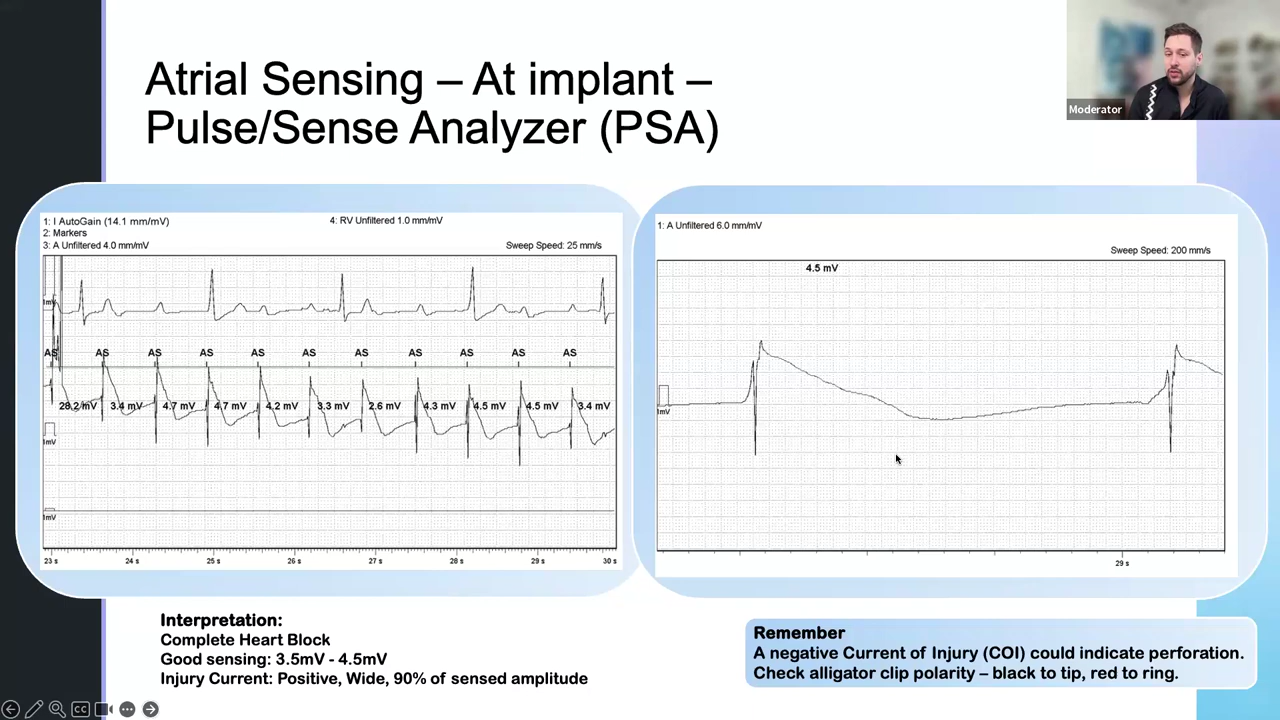 Moderator
Atrial Sensing – At implant –
Pulse/Sense Analyzer (PSA)
1: I AutoGain (14.1 mm/mV)
4: RV Unfiltered 1.0 mm/mV
2: Markers
3: A Unfiltered 4.0 mm/mV
Sweep Speed: 25 mm/s
1mV
AS AS AS AS AS AS AS AS AS AS AS
28.2 mV 3.4 mV 4.7 mV 4.7 mV 4.2 mV 3.3 mV 2.6 mV 4.3 mV 4.5 mV 4.5 mV 3.4 mV
1mV
1mV
23 s 24 s 25 s 26 s 27 s 28 s 29 s 30 s
1: A Unfiltered 6.0 mm/mV
Sweep Speed: 200 mm/s
4.5 mV
1mV
29 s
Interpretation:
Complete Heart Block
Good sensing: 3.5mV - 4.5mV
Injury Current: Positive, Wide, 90% of sensed amplitude
Remember
A negative Current of Injury (COI) could indicate perforation.
Check alligator clip polarity – black to tip, red to ring.
CC